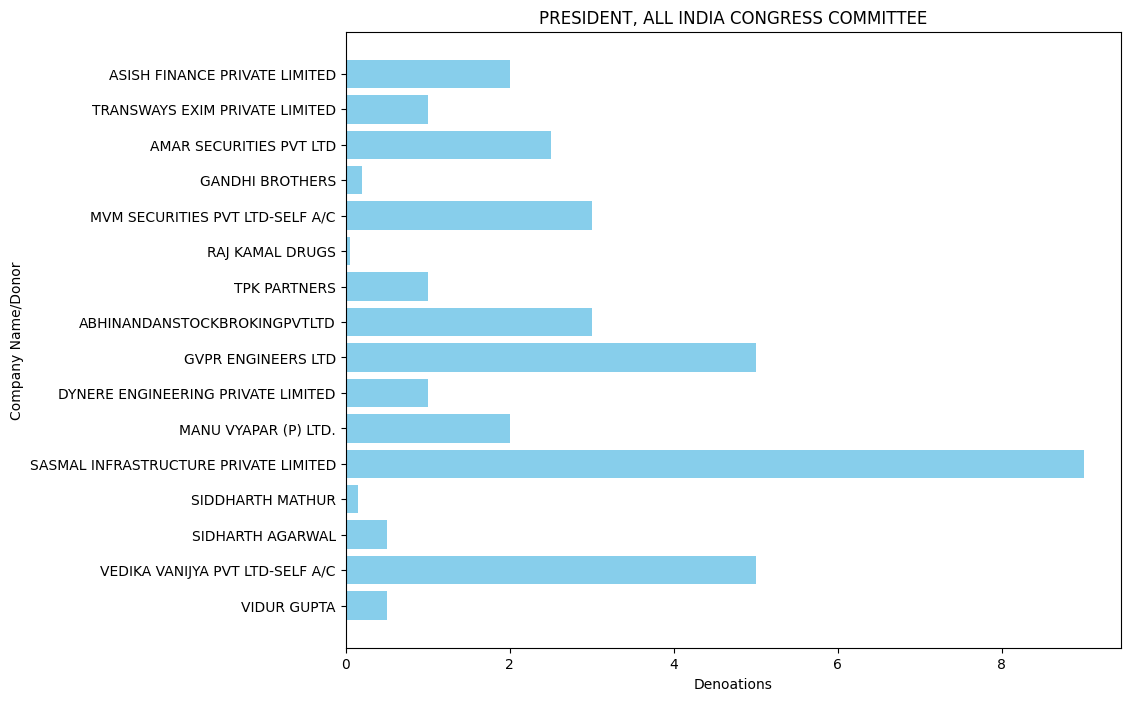 PRESIDENT, ALL INDIA CONGRESS COMMITTEE
Company Name/Donor
ASISH FINANCE PRIVATE LIMITED
TRANSWAYS EXIM PRIVATE LIMITED
AMAR SECURITIES PVT LTD
GANDHI BROTHERS
MVM SECURITIES PVT LTD-SELF A/C
RAJ KAMAL DRUGS
TPK PARTNERS
ABHINANDANSTOCKBROKINGPVTLTD
GVPR ENGINEERS LTD
DYNERE ENGINEERING PRIVATE LIMITED
MANU VYAPAR (P) LTD.
SASMAL INFRASTRUCTURE PRIVATE LIMITED
SIDDHARTH MATHUR
SIDHARTH AGARWAL
VEDIKA VANIJYA PVT LTD-SELF A/C
VIDUR GUPTA
0 2 4 6 8
Denoations